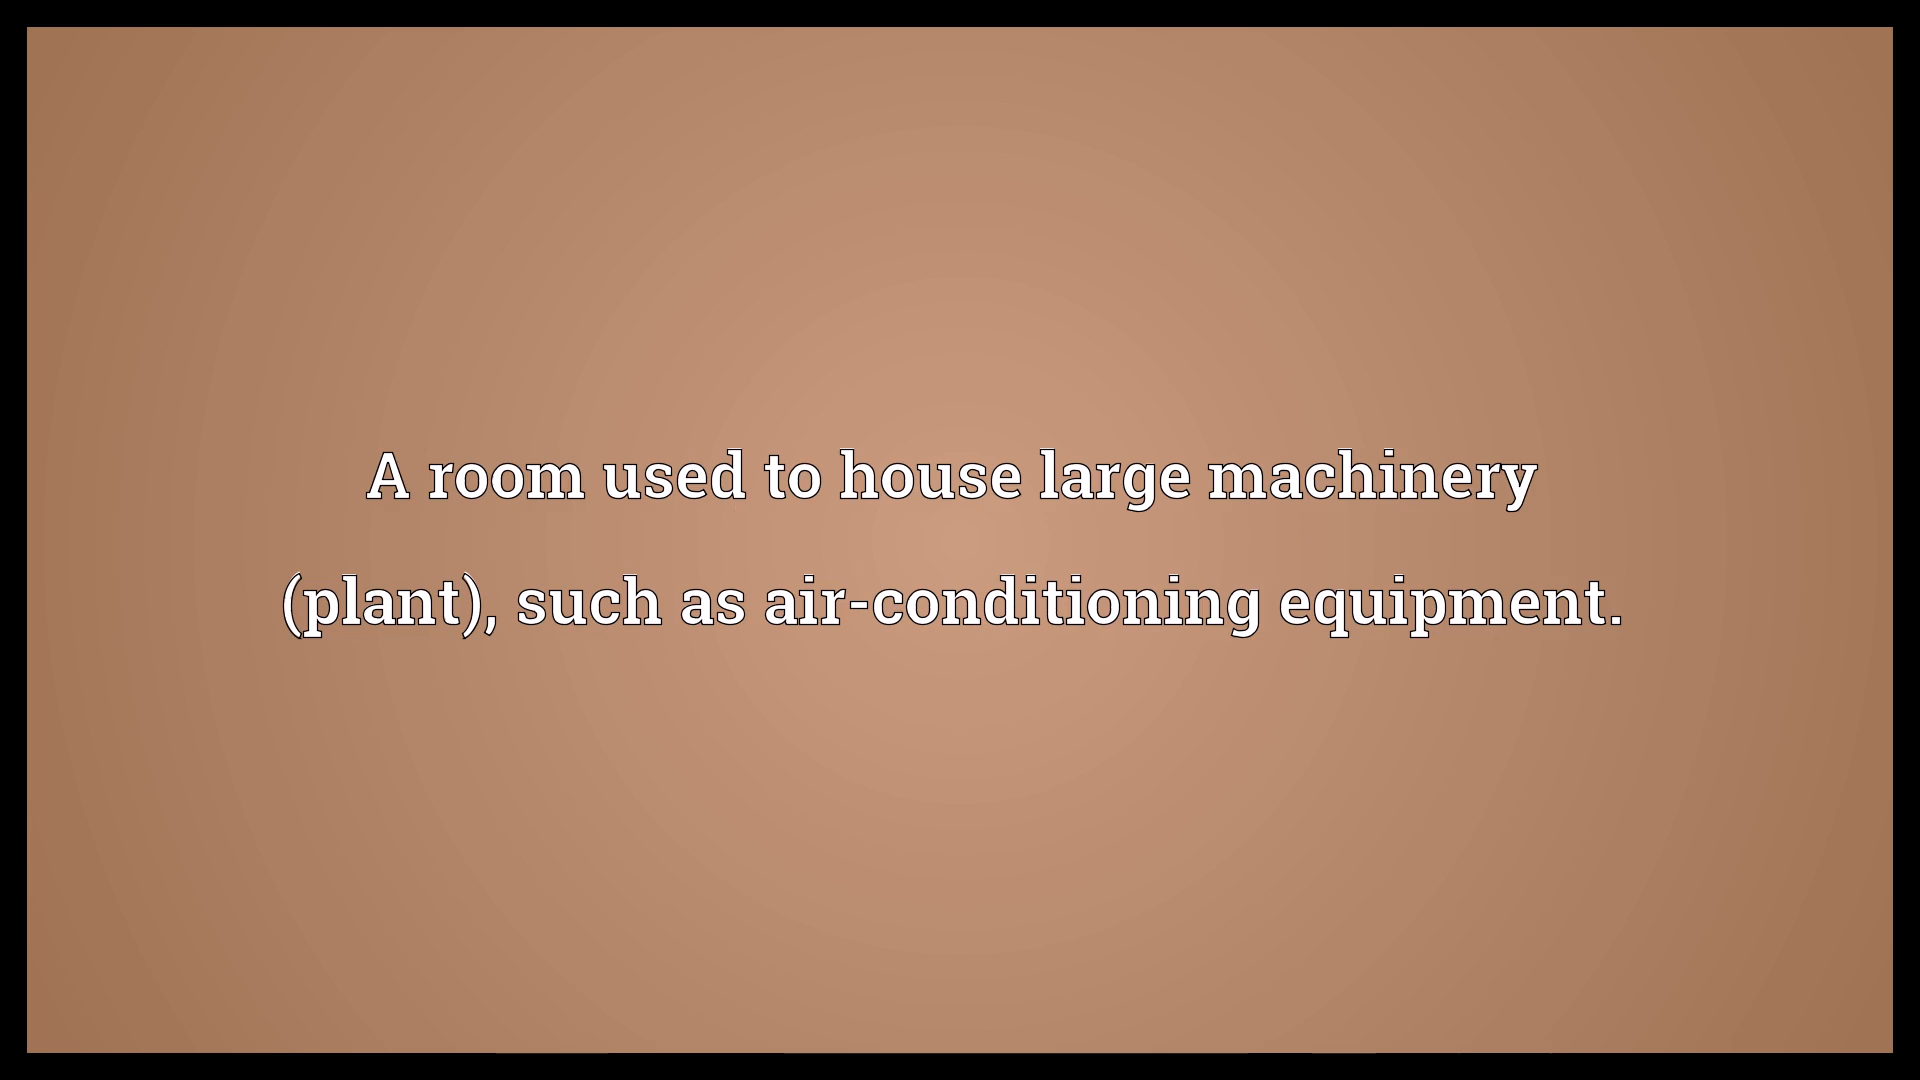 A room used to house large machinery
(plant), such as air-conditioning equipment.